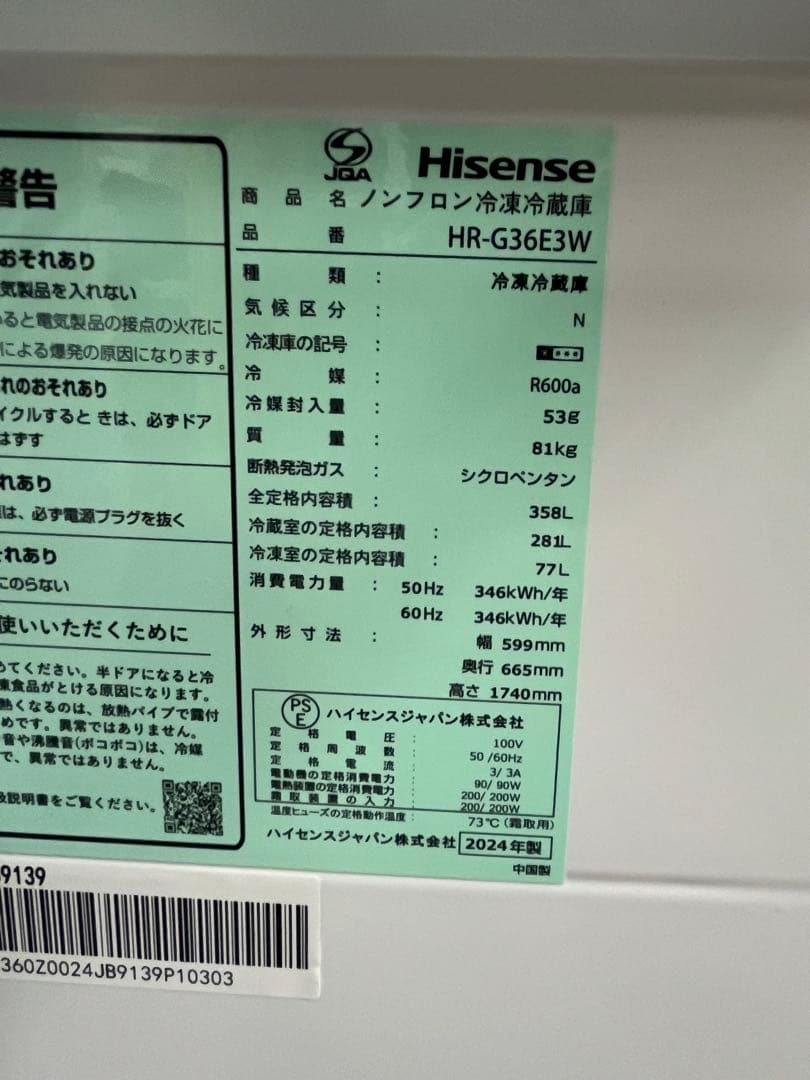 警告
おそれあり
気製品を入れない
ると電気製品の接点の火花に
による爆発の原因になります。
れのおそれあり
イクルするときは、必ずドア
はずす
れあり
は、必ず電源プラグを抜く
それあり
にのらない
使いいただくために
めてください。半ドアになると冷
凍食品がとける原因になります。
熱くなるのは、放熱パイプで露付
めです。異常ではありません。
音や沸騰音(ポコポコ)は、冷媒
で、異常ではありません。
扱説明書をご覧ください。
JQA Hisense
商品名 ノンフロン冷凍冷蔵庫
品番 HR-G36E3W
種類 : 冷凍冷蔵庫
気候区分 : N
冷凍庫の記号 :
冷媒 : R600a
冷媒封入量 : 53g
質量 : 81kg
断熱発泡ガス : シクロペンタン
全定格内容積 : 358L
冷蔵室の定格内容積 : 281L
冷凍室の定格内容積 : 77L
消費電力量 : 50Hz 346kWh/年
60Hz 346kWh/年
外形寸法 : 幅 599mm
奥行 665mm
高さ 1740mm
PSE ハイセンスジャパン株式会社
定格電圧 : 100V
定格周波数 : 50/60Hz
定格電流 : 3/3A
電動機の定格消費電力 : 90/90W
電熱装置の定格消費電力 : 200/200W
霜取装置の入力 : 200/200W
温度ヒューズの定格動作温度 : 73℃(霜取用)
ハイセンスジャパン株式会社 2024年製
中国製
9139
360Z0024JB9139P10303